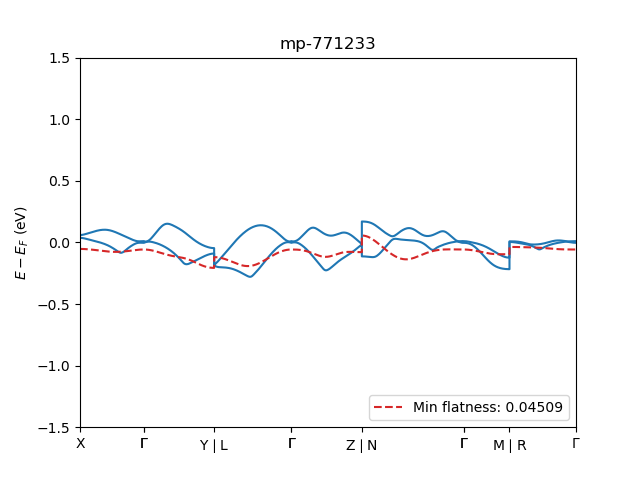 mp-771233
E − E_F (eV)
1.5
1.0
0.5
0.0
−0.5
−1.0
−1.5
Min flatness: 0.04509
X Γ Y | L Γ Z | N Γ M | R Γ